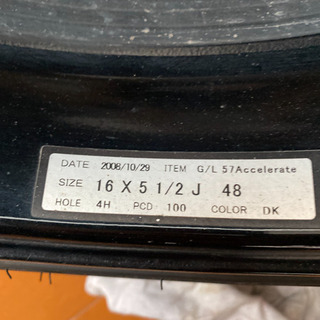 DATE 2008/10/29 ITEM G/L 57Accelerate
SIZE 16 X 5 1/2 J 48
HOLE 4H PCD 100 COLOR DK